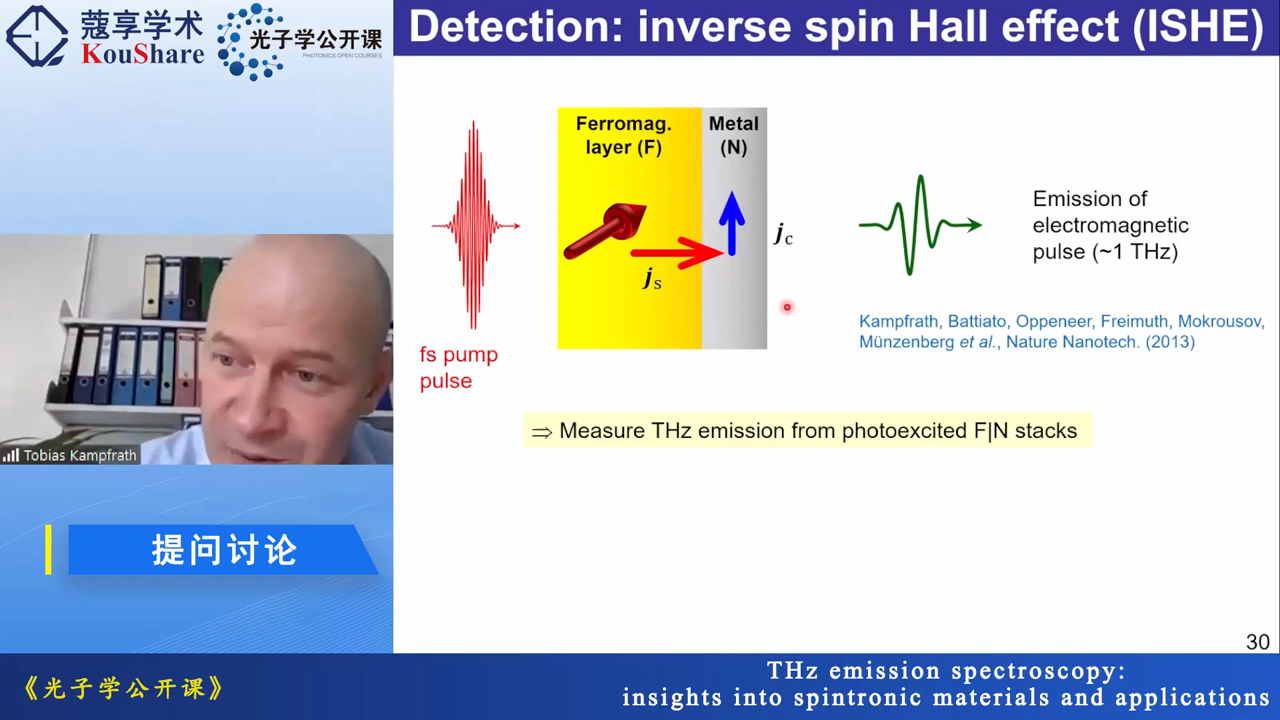 蔻享学术
KouShare
光子学公开课
PHOTONICS OPEN COURSES
Detection: inverse spin Hall effect (ISHE)
Ferromag.
layer (F)
Metal
(N)
jс
js
fs pump
pulse
Emission of
electromagnetic
pulse (~1 THz)
Kampfrath, Battiato, Oppeneer, Freimuth, Mokrousov,
Münzenberg et al., Nature Nanotech. (2013)
⇒ Measure THz emission from photoexcited F|N stacks
30
Tobias Kampfrath
提问讨论
《光子学公开课》
THz emission spectroscopy:
insights into spintronic materials and applications